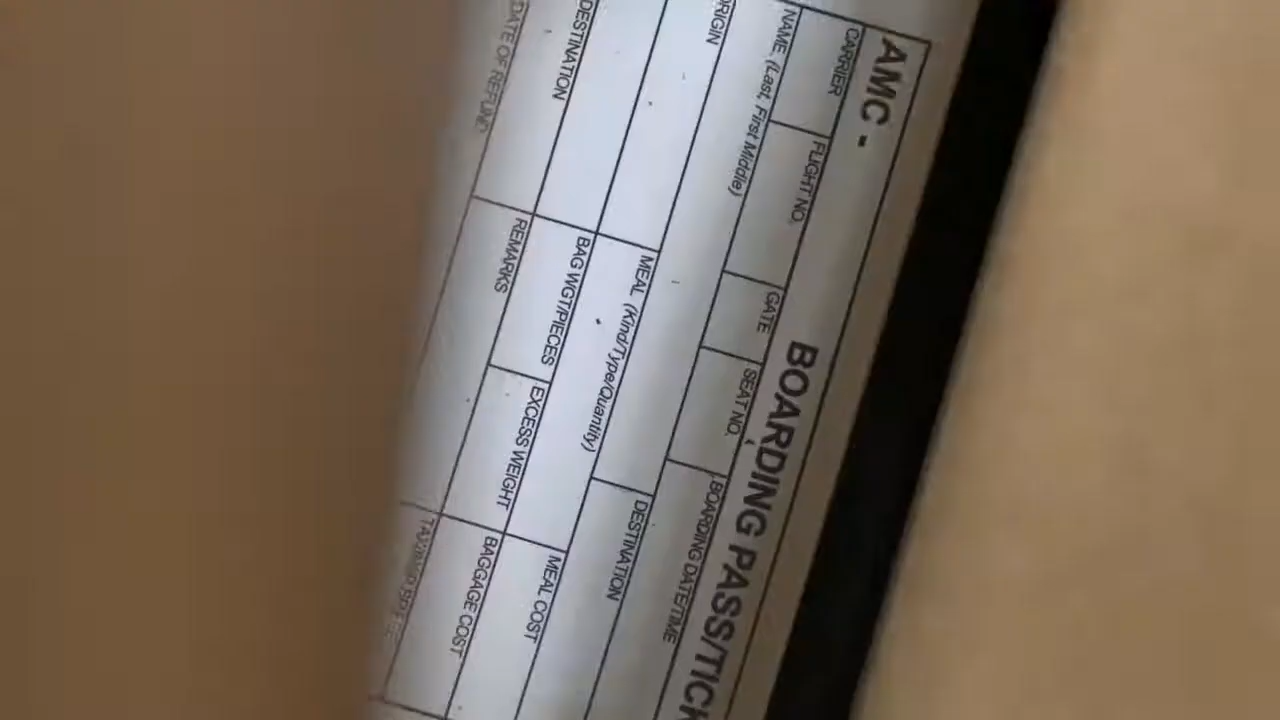 AMC - BOARDING PASS/TICK
CARRIER FLIGHT NO. GATE SEAT NO. BOARDING DATE/TIME
NAME (Last, First Middle)
RIGIN MEAL (Kind/Type/Quantity) DESTINATION
BAG WGT/PIECES EXCESS WEIGHT MEAL COST
DESTINATION REMARKS BAGGAGE COST
DATE OF REFUND